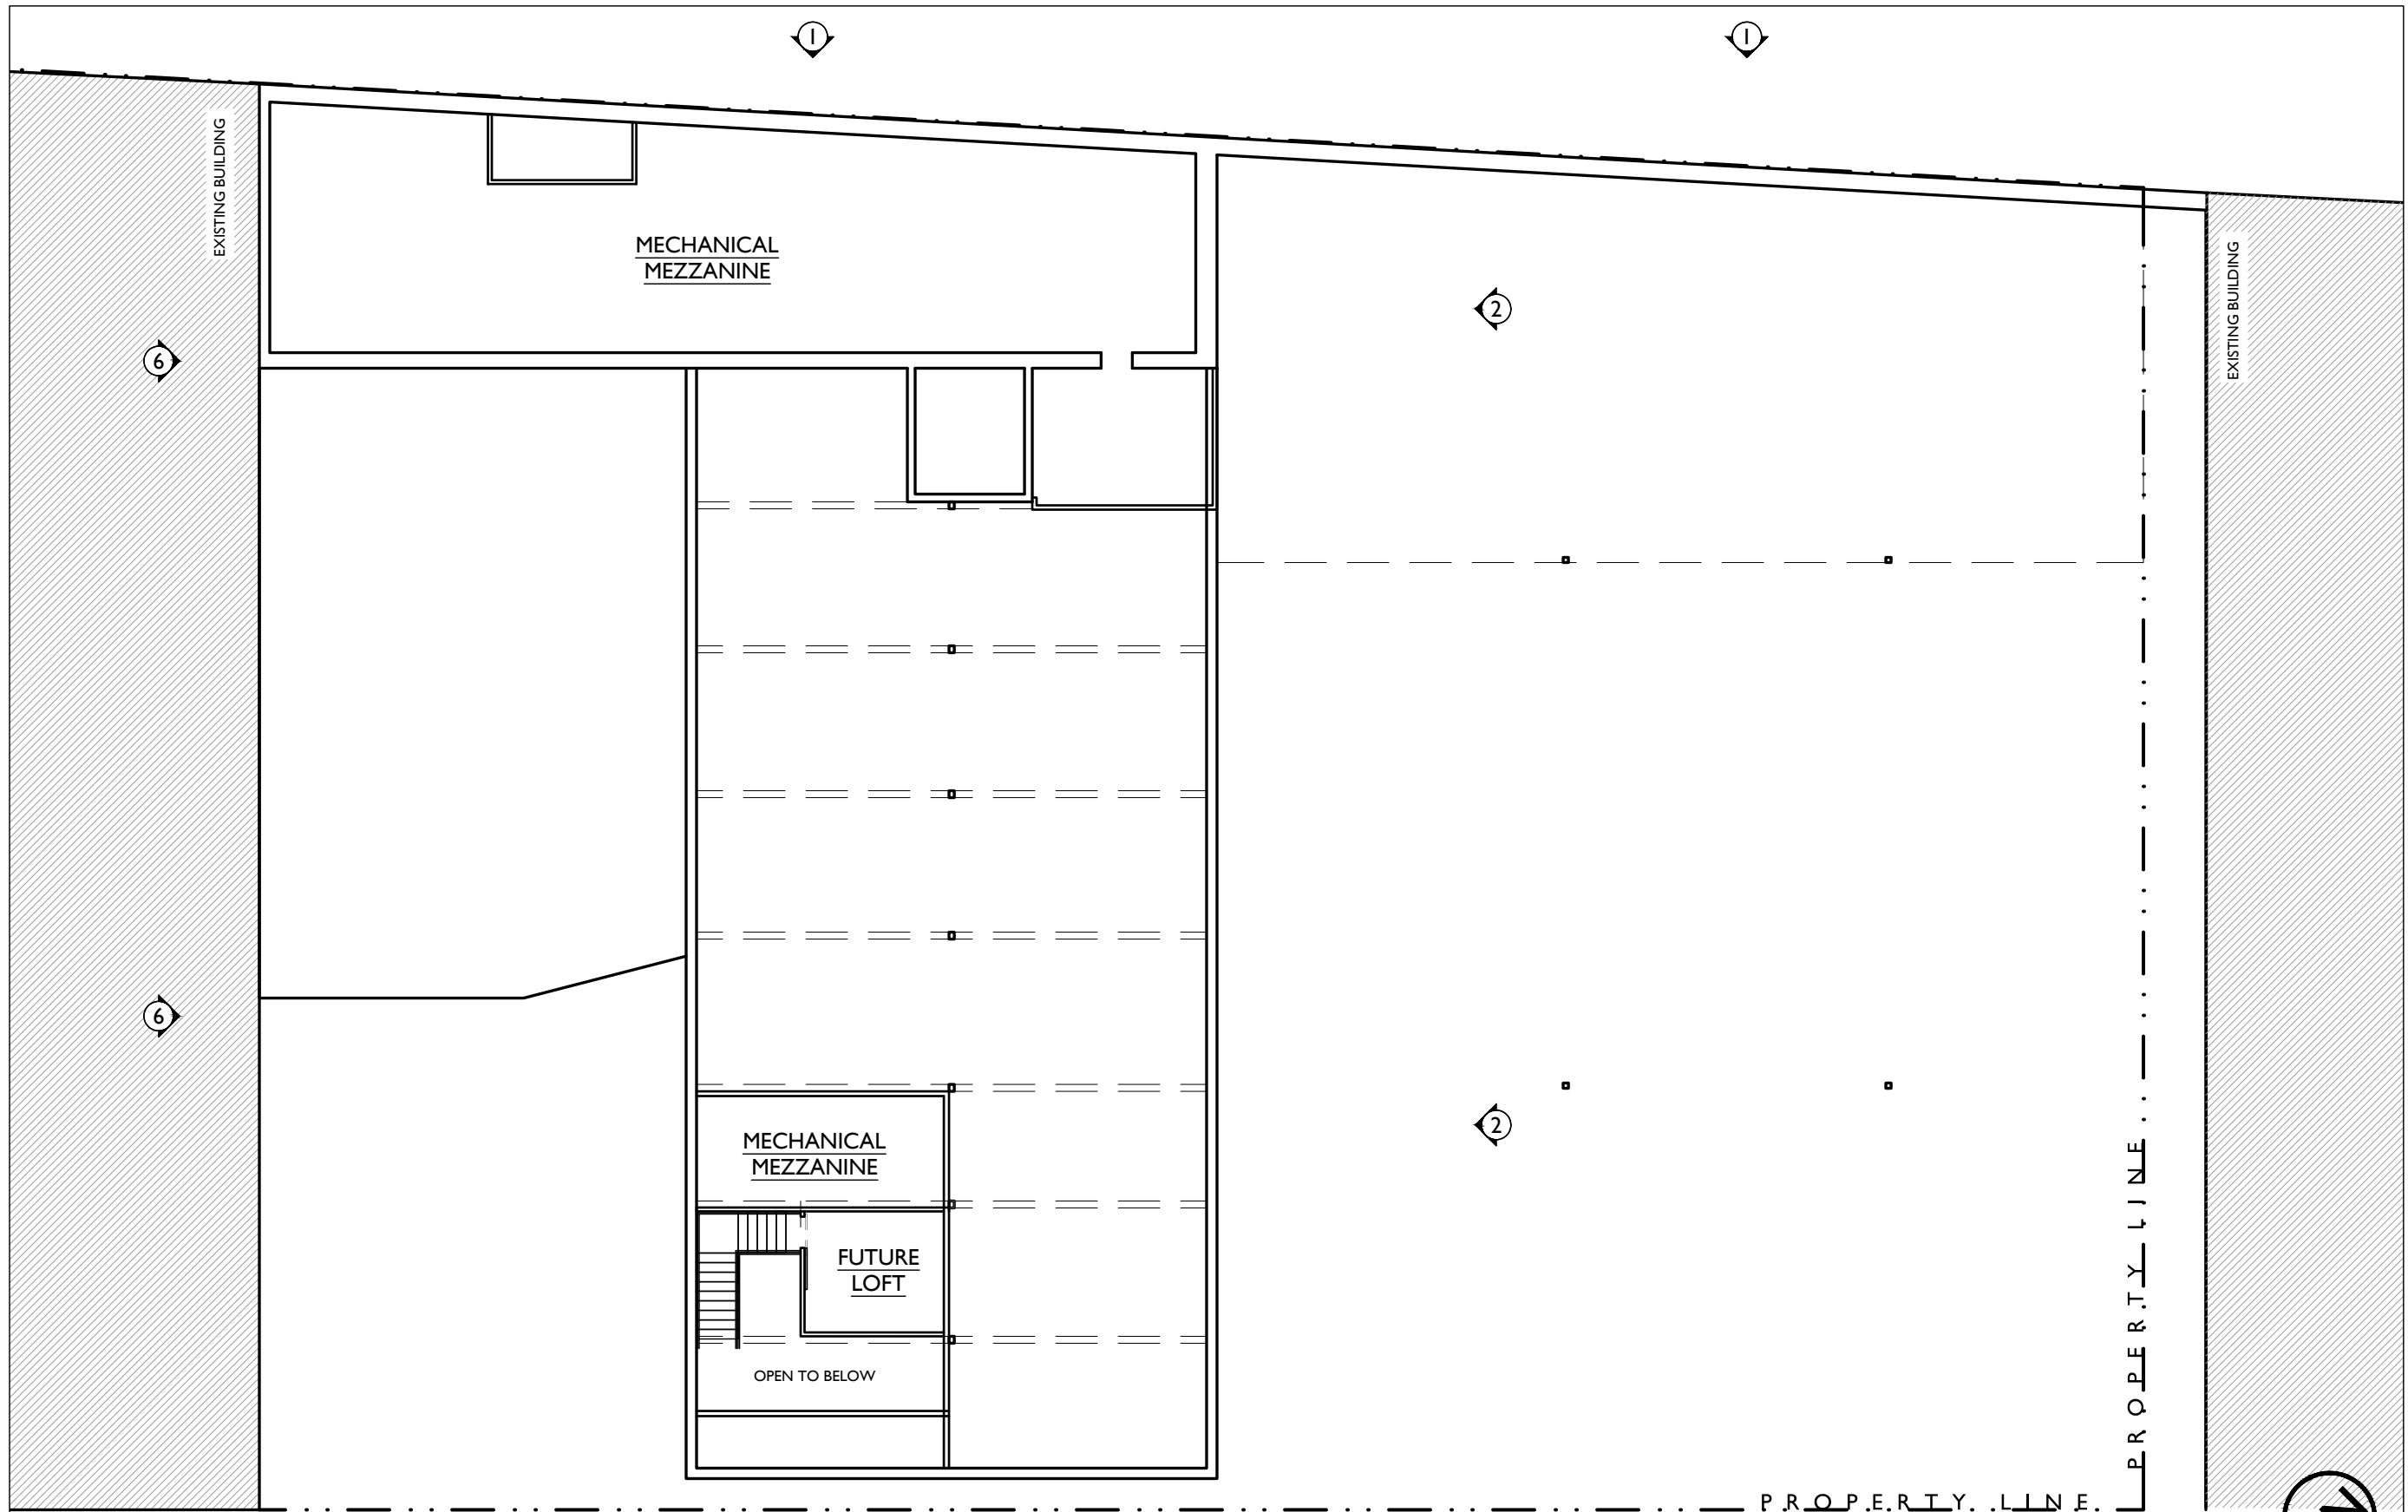 1
1
EXISTING BUILDING
MECHANICAL
MEZZANINE
EXISTING BUILDING
2
6
6
2
MECHANICAL
MEZZANINE
FUTURE
LOFT
OPEN TO BELOW
PROPERTY LINE
PROPERTY LINE